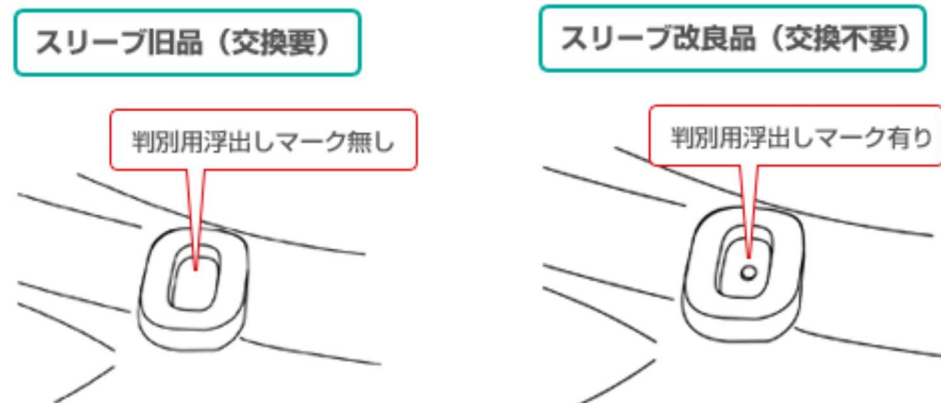 スリーブ旧品（交換要）
スリーブ改良品（交換不要）
判別用浮出しマーク無し
判別用浮出しマーク有り